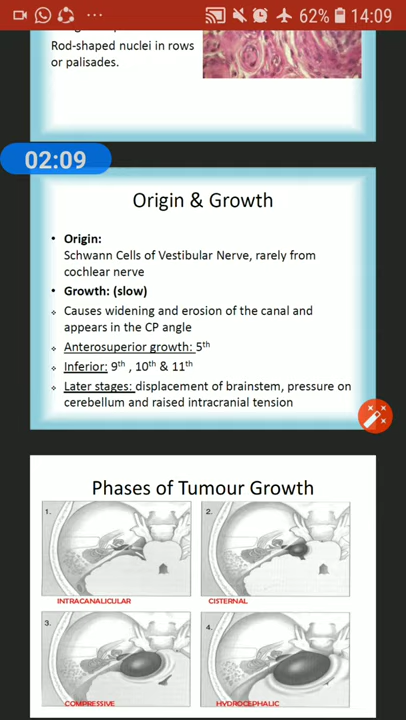 62% 14:09
Rod-shaped nuclei in rows
or palisades.
02:09
Origin & Growth
• Origin:
Schwann Cells of Vestibular Nerve, rarely from
cochlear nerve
• Growth: (slow)
❖ Causes widening and erosion of the canal and
appears in the CP angle
❖ Anterosuperior growth: 5th
❖ Inferior: 9th , 10th & 11th
❖ Later stages: displacement of brainstem, pressure on
cerebellum and raised intracranial tension
Phases of Tumour Growth
1. 2.
INTRACANALICULAR CISTERNAL
3. 4.
COMPRESSIVE HYDROCEPHALIC